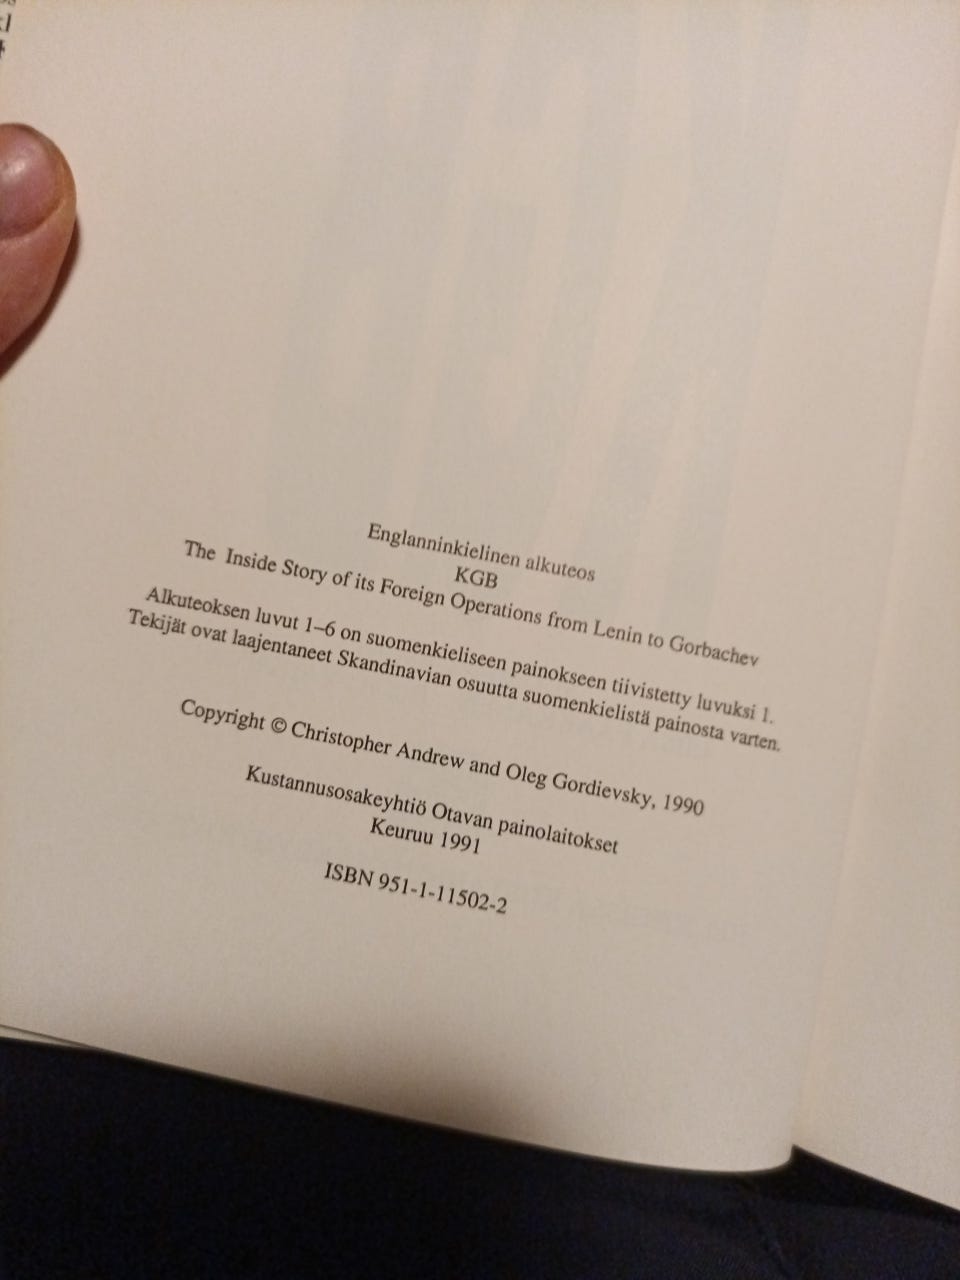 Englanninkielinen alkuteos
KGB
The Inside Story of its Foreign Operations from Lenin to Gorbachev
Alkuteoksen luvut 1–6 on suomenkieliseen painokseen tiivistetty luvuksi 1.
Tekijät ovat laajentaneet Skandinavian osuutta suomenkielistä painosta varten.
Copyright © Christopher Andrew and Oleg Gordievsky, 1990
Kustannusosakeyhtiö Otavan painolaitokset
Keuruu 1991
ISBN 951-1-11502-2